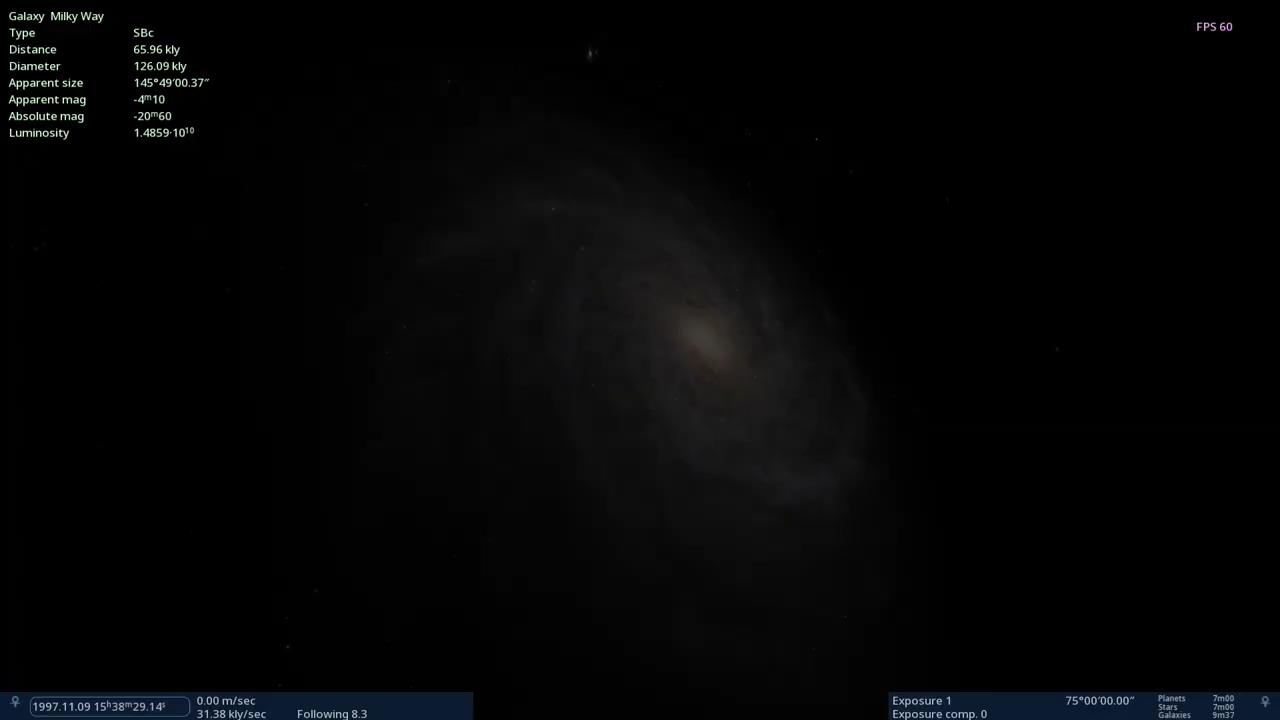 Galaxy Milky Way
Type SBc
Distance 65.96 kly
Diameter 126.09 kly
Apparent size 145°49′00.37″
Apparent mag -4ᵐ10
Absolute mag -20ᵐ60
Luminosity 1.4859·10¹⁰
FPS 60
1997.11.09 15ʰ38ᵐ29.14ˢ
0.00 m/sec
31.38 kly/sec Following 8.3
Exposure 1 75°00′00.00″
Exposure comp. 0
Planets 7m00
Stars 7m00
Galaxies 9m37